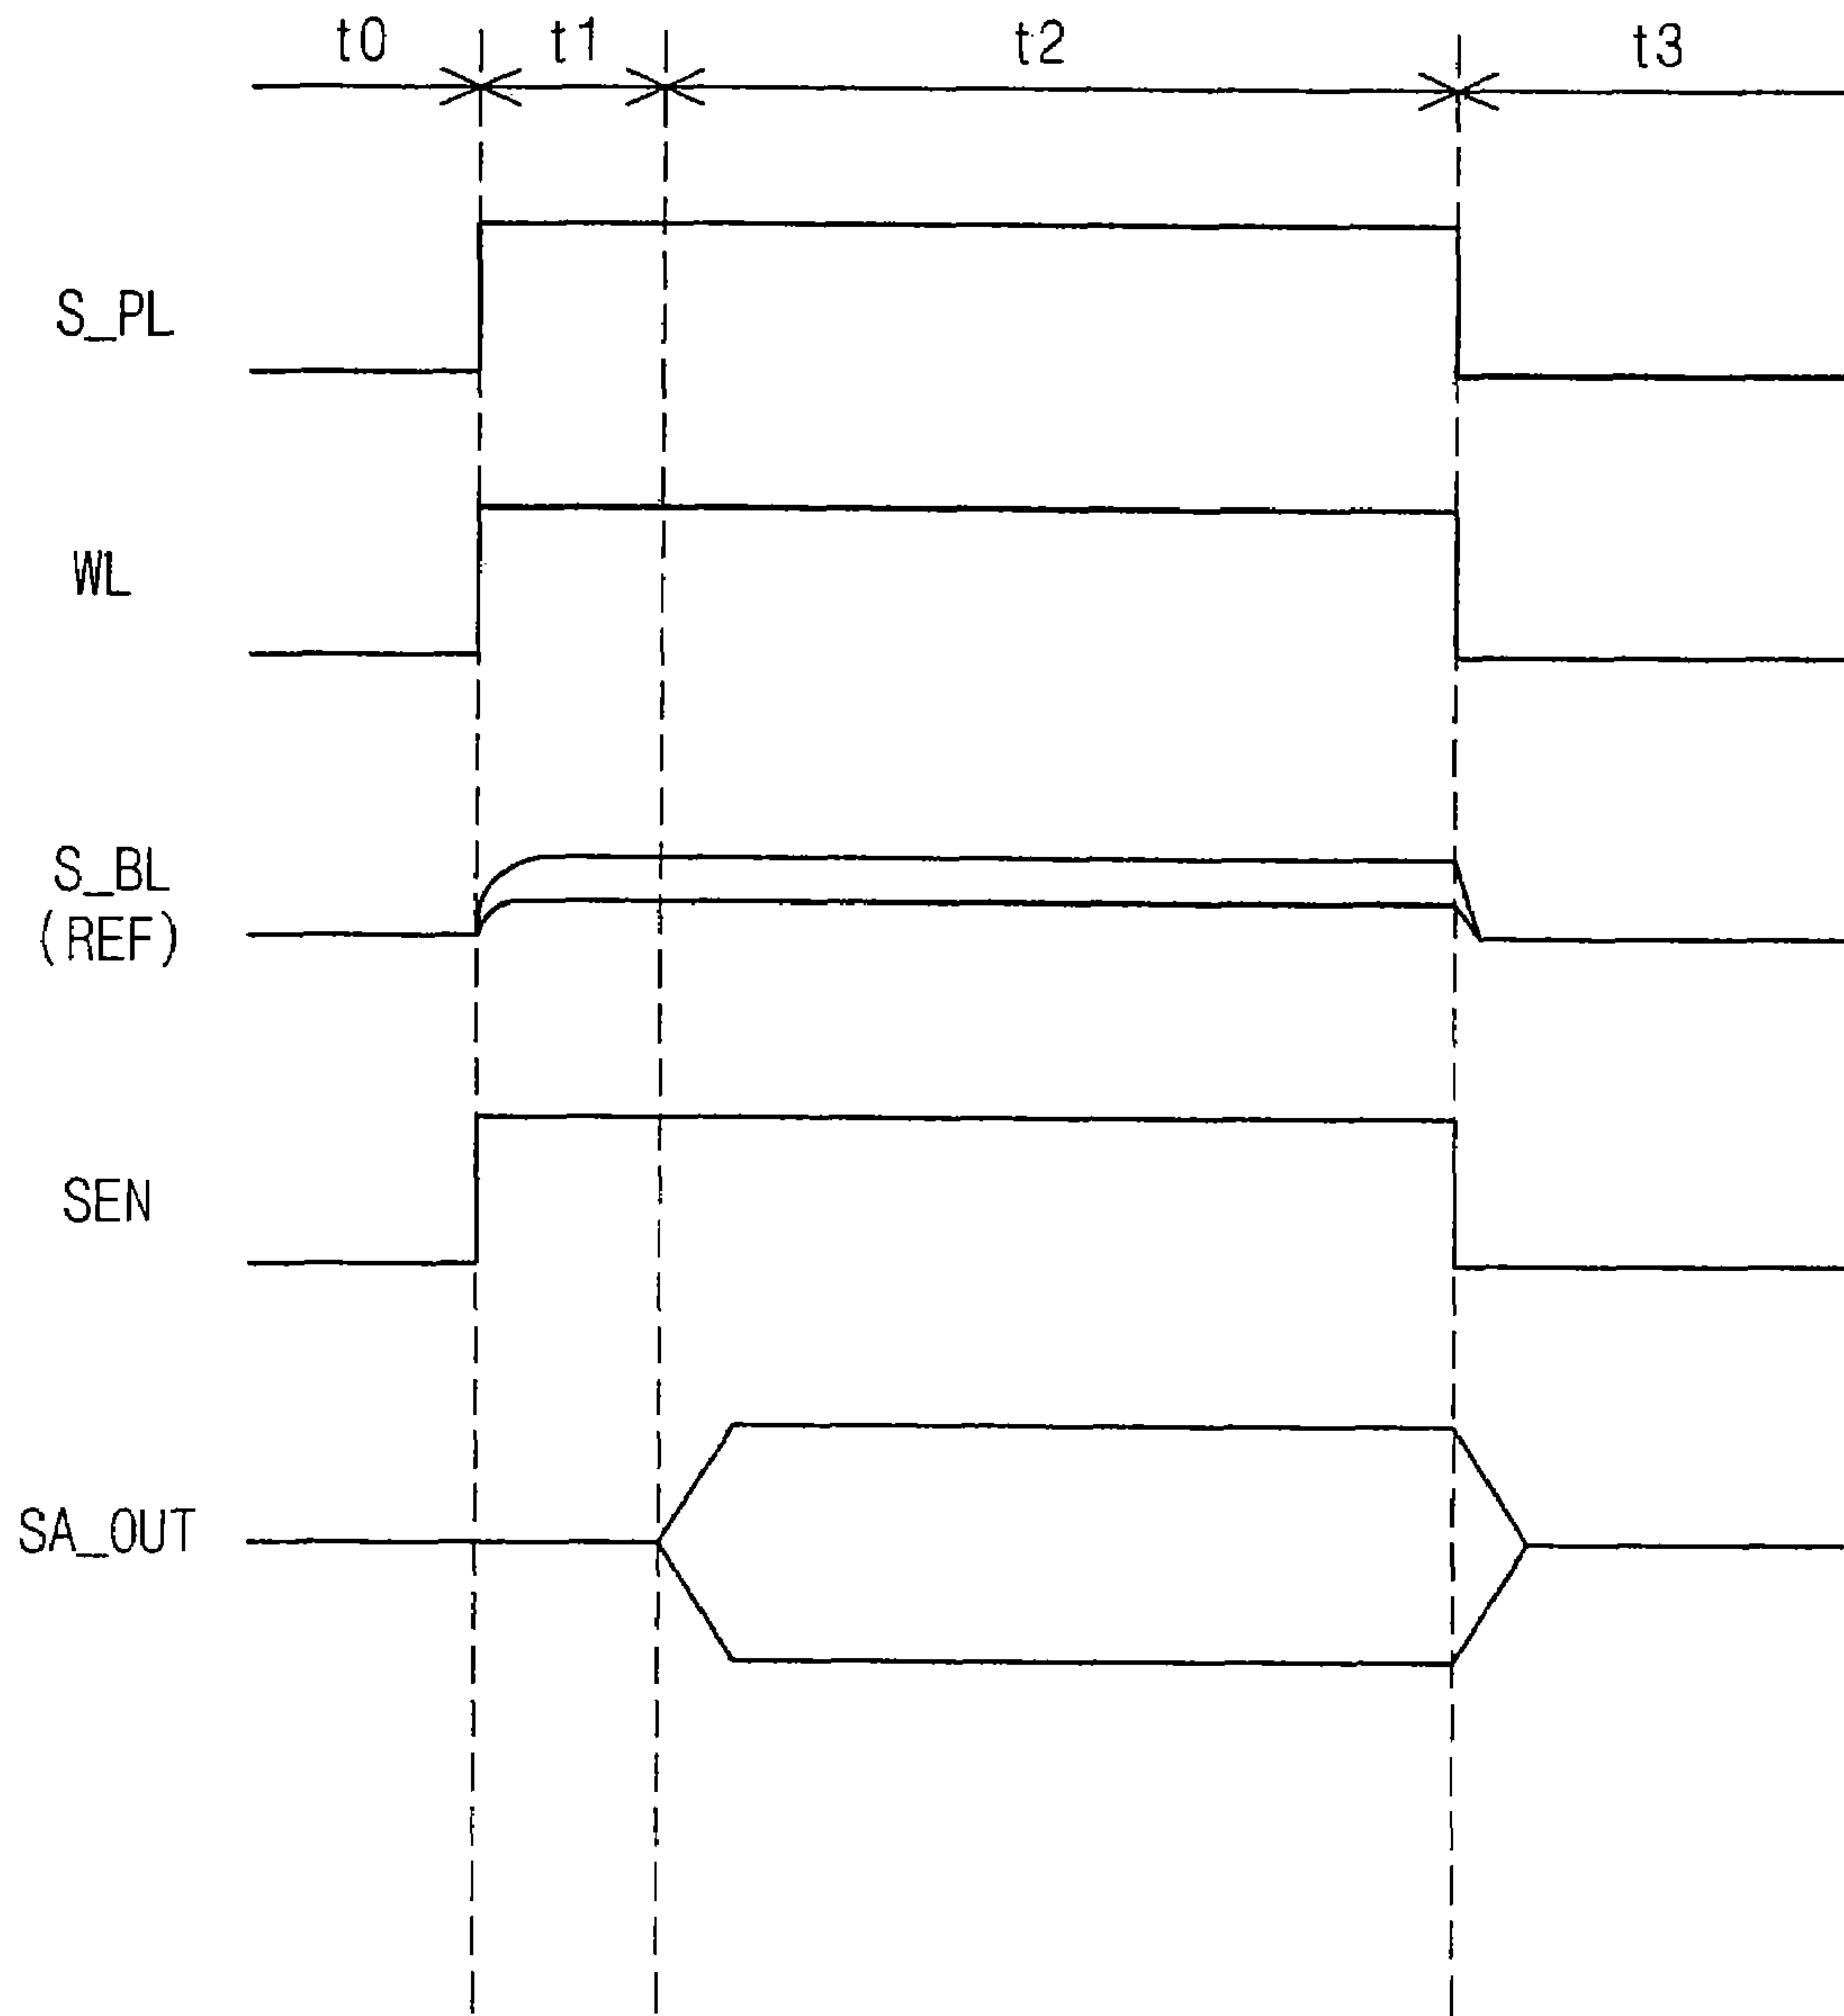 t0 t1 t2 t3
S_PL
WL
S_BL
(REF)
SEN
SA_OUT